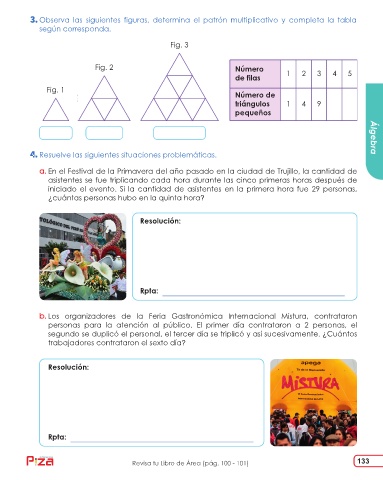 3. Observa las siguientes figuras, determina el patrón multiplicativo y completa la tabla
según corresponda.
Fig. 3
Fig. 2
Fig. 1
Número de filas 1 2 3 4 5
Número de triángulos pequeños 1 4 9
Álgebra
4. Resuelve las siguientes situaciones problemáticas.
a. En el Festival de la Primavera del año pasado en la ciudad de Trujillo, la cantidad de
asistentes se fue triplicando cada hora durante las cinco primeras horas después de
iniciado el evento. Si la cantidad de asistentes en la primera hora fue 29 personas,
¿cuántas personas hubo en la quinta hora?
Resolución:
Rpta:
b. Los organizadores de la Feria Gastronómica Internacional Mistura, contrataron
personas para la atención al público. El primer día contrataron a 2 personas, el
segundo se duplicó el personal, el tercer día se triplicó y así sucesivamente. ¿Cuántos
trabajadores contrataron el sexto día?
Resolución:
apega
MISTURA
Rpta:
Revisa tu Libro de Área (pág. 100 - 101)
133